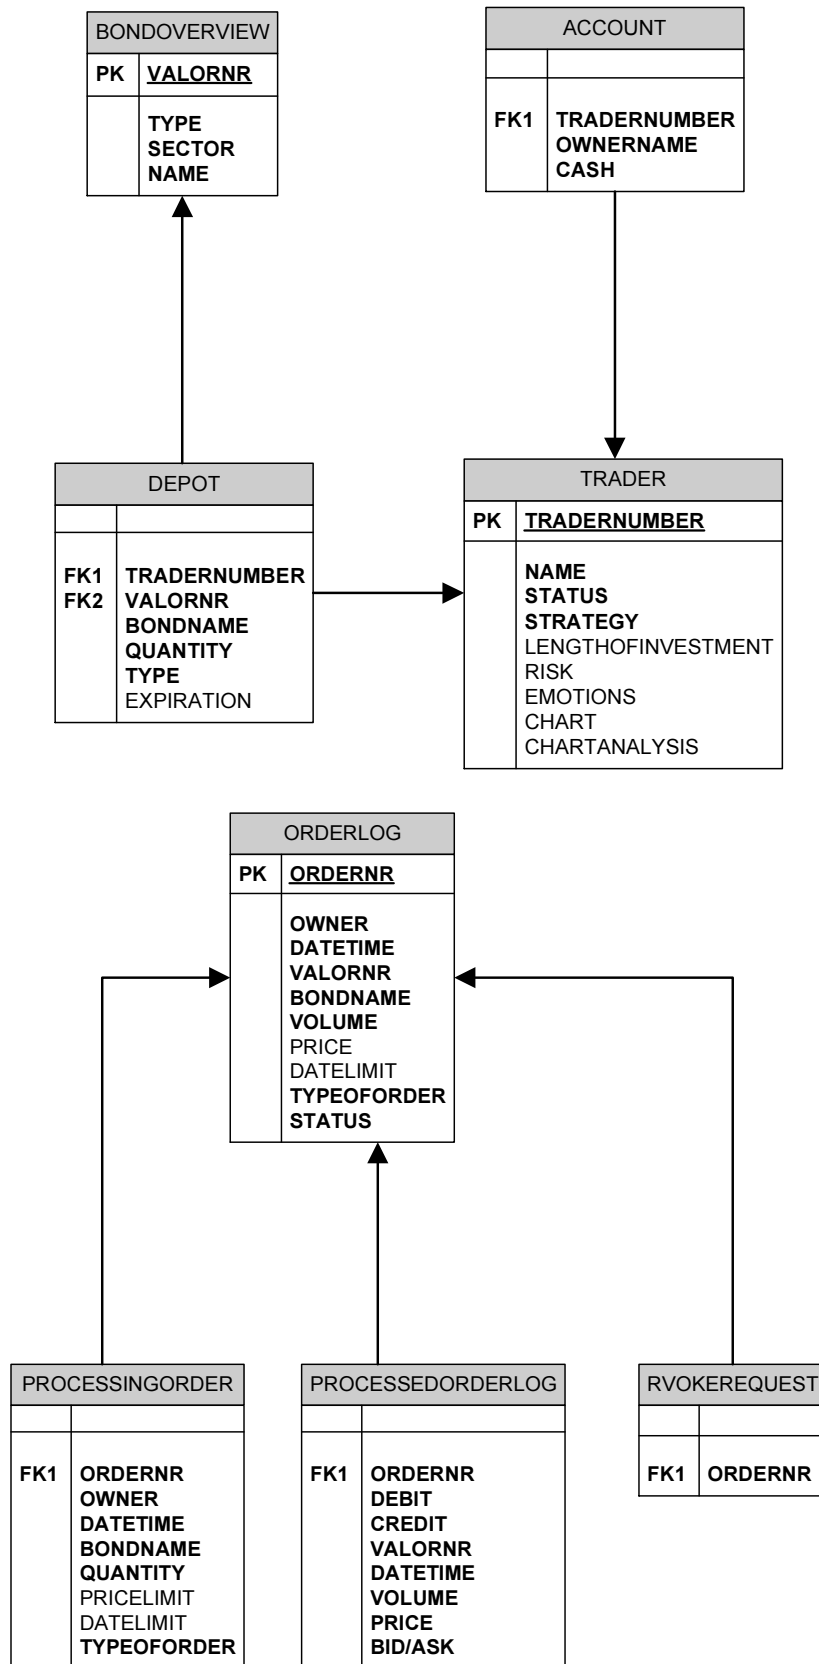 BONDOVERVIEW
PK VALORNR
TYPE
SECTOR
NAME
ACCOUNT
FK1 TRADERNUMBER
OWNERNAME
CASH
DEPOT
FK1 TRADERNUMBER
FK2 VALORNR
BONDNAME
QUANTITY
TYPE
EXPIRATION
TRADER
PK TRADERNUMBER
NAME
STATUS
STRATEGY
LENGTHOFINVESTMENT
RISK
EMOTIONS
CHART
CHARTANALYSIS
ORDERLOG
PK ORDERNR
OWNER
DATETIME
VALORNR
BONDNAME
VOLUME
PRICE
DATELIMIT
TYPEOFORDER
STATUS
PROCESSINGORDER
FK1 ORDERNR
OWNER
DATETIME
BONDNAME
QUANTITY
PRICELIMIT
DATELIMIT
TYPEOFORDER
PROCESSEDORDERLOG
FK1 ORDERNR
DEBIT
CREDIT
VALORNR
DATETIME
VOLUME
PRICE
BID/ASK
RVOKEREQUEST
FK1 ORDERNR